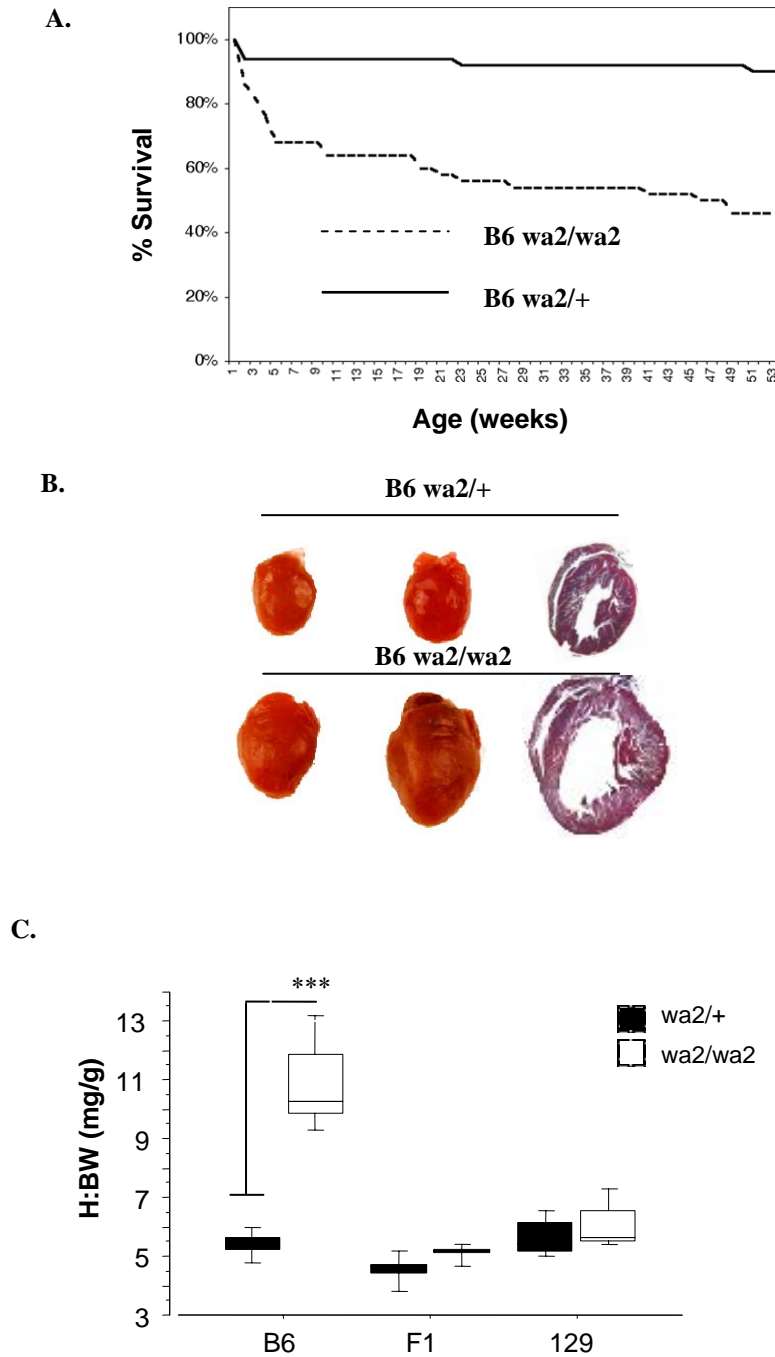 A.
100%
80%
60%
40%
20%
0%
% Survival
B6 wa2/wa2
B6 wa2/+
1 3 5 7 9 11 13 15 17 19 21 23 25 27 29 31 33 35 37 39 41 43 45 47 49 51 53
Age (weeks)
B.
B6 wa2/+
B6 wa2/wa2
C.
***
wa2/+
wa2/wa2
13
11
9
7
5
3
H:BW (mg/g)
B6 F1 129